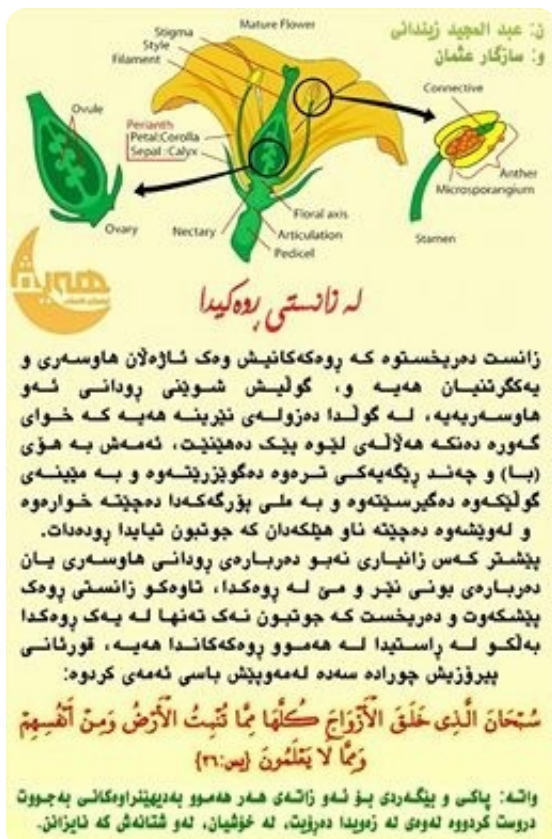 ن: عبد المجيد زيندانى
و: سازگار عثمان
Mature Flower
Stigma
Style
Filament
Connective
Ovule
Perianth
Petal:Corolla
Sepal :Calyx
Anther
Microsporangium
Floral axis
Ovary
Nectary
Articulation
Stamen
Pedicel
هەیڤ
لە زانستی ڕوەکیدا
زانست دەریخستوە کە ڕوەکەکانیش وەک ئاژەڵان هاوسەری و
یەکگرتنیان هەیە و، گوڵیش شوێنی ڕودانی ئەو
هاوسەریەیە، لە گوڵدا دەزولەی نێرینە هەیە کە خوای
گەورە دەنکە هەڵاڵەی لێوە پێک دەهێنێت، ئەمەش بە هۆی
(با) و چەند ڕێگەیەکی ترەوە دەگوێزرێتەوە و بە مێینەی
گوڵێکەوە دەگیرسێتەوە و بە ملی بۆرگەکەدا دەچێتە خوارەوە
و لەوێشەوە دەچێتە ناو هێلکەدان کە جوتبون تیایدا ڕودەدات.
پێشتر کەس زانیاری نەبو دەربارەی ڕودانی هاوسەری یان
دەربارەی بونی نێر و مێ لە ڕوەکدا، تاوەکو زانستی ڕوەک
پێشکەوت و دەریخست کە جوتبون نەک تەنها لە یەک ڕوەکدا
بەڵکو لە ڕاستیدا لە هەموو ڕوەکەکاندا هەیە، قورئانی
پیرۆزیش چوارده سەدە لەمەوپێش باسی ئەمەی کردوە:
سُبْحَانَ الَّذِي خَلَقَ الْأَزْوَاجَ كُلَّهَا مِمَّا تُنْبِتُ الْأَرْضُ وَمِنْ أَنْفُسِهِمْ
وَمِمَّا لَا يَعْلَمُونَ {يس:٣٦}
واتە: پاکی و بێگەردی بۆ ئەو زاتەی هەر هەموو بەدیهێنراوەکانی بەجووت
دروست کردووە لەوەی لە زەویدا دەڕوێت، لە خۆشیان، لەو شتانەش کە نایزانن.